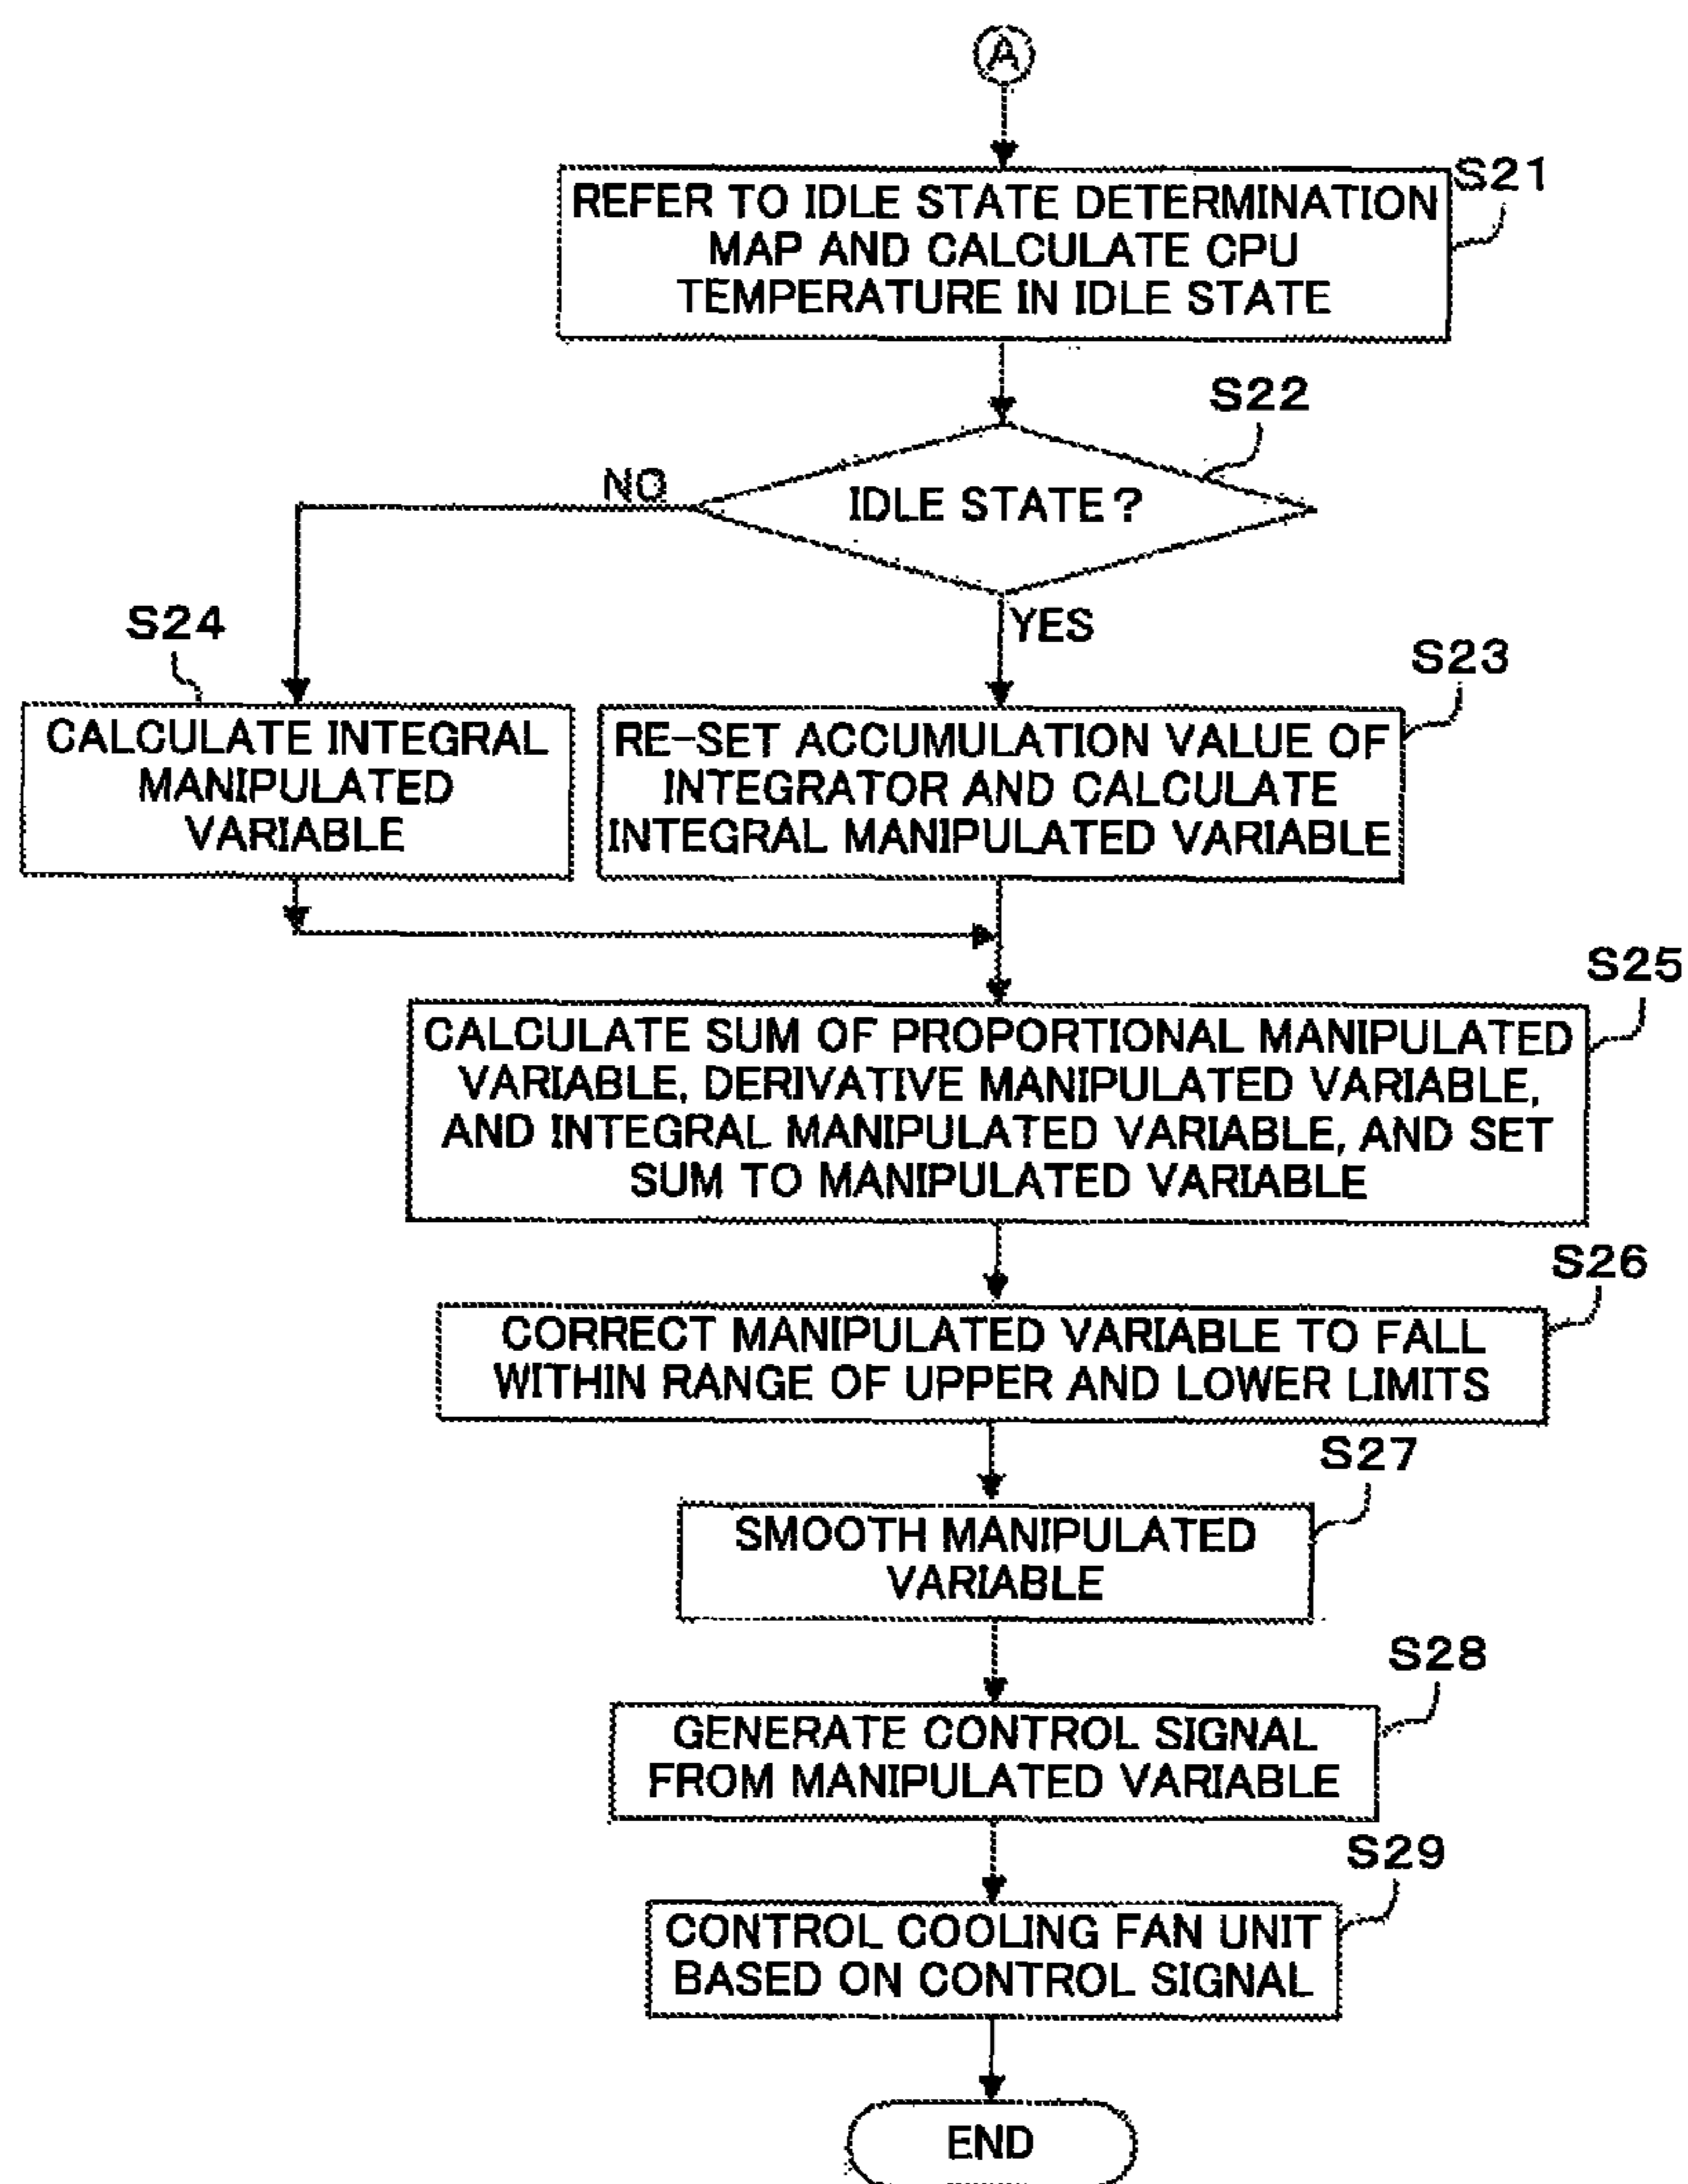 A
S21
REFER TO IDLE STATE DETERMINATION
MAP AND CALCULATE CPU
TEMPERATURE IN IDLE STATE
S22
IDLE STATE?
NO
YES
S24
CALCULATE INTEGRAL
MANIPULATED
VARIABLE
S23
RE-SET ACCUMULATION VALUE OF
INTEGRATOR AND CALCULATE
INTEGRAL MANIPULATED VARIABLE
S25
CALCULATE SUM OF PROPORTIONAL MANIPULATED
VARIABLE, DERIVATIVE MANIPULATED VARIABLE,
AND INTEGRAL MANIPULATED VARIABLE, AND SET
SUM TO MANIPULATED VARIABLE
S26
CORRECT MANIPULATED VARIABLE TO FALL
WITHIN RANGE OF UPPER AND LOWER LIMITS
S27
SMOOTH MANIPULATED
VARIABLE
S28
GENERATE CONTROL SIGNAL
FROM MANIPULATED VARIABLE
S29
CONTROL COOLING FAN UNIT
BASED ON CONTROL SIGNAL
END